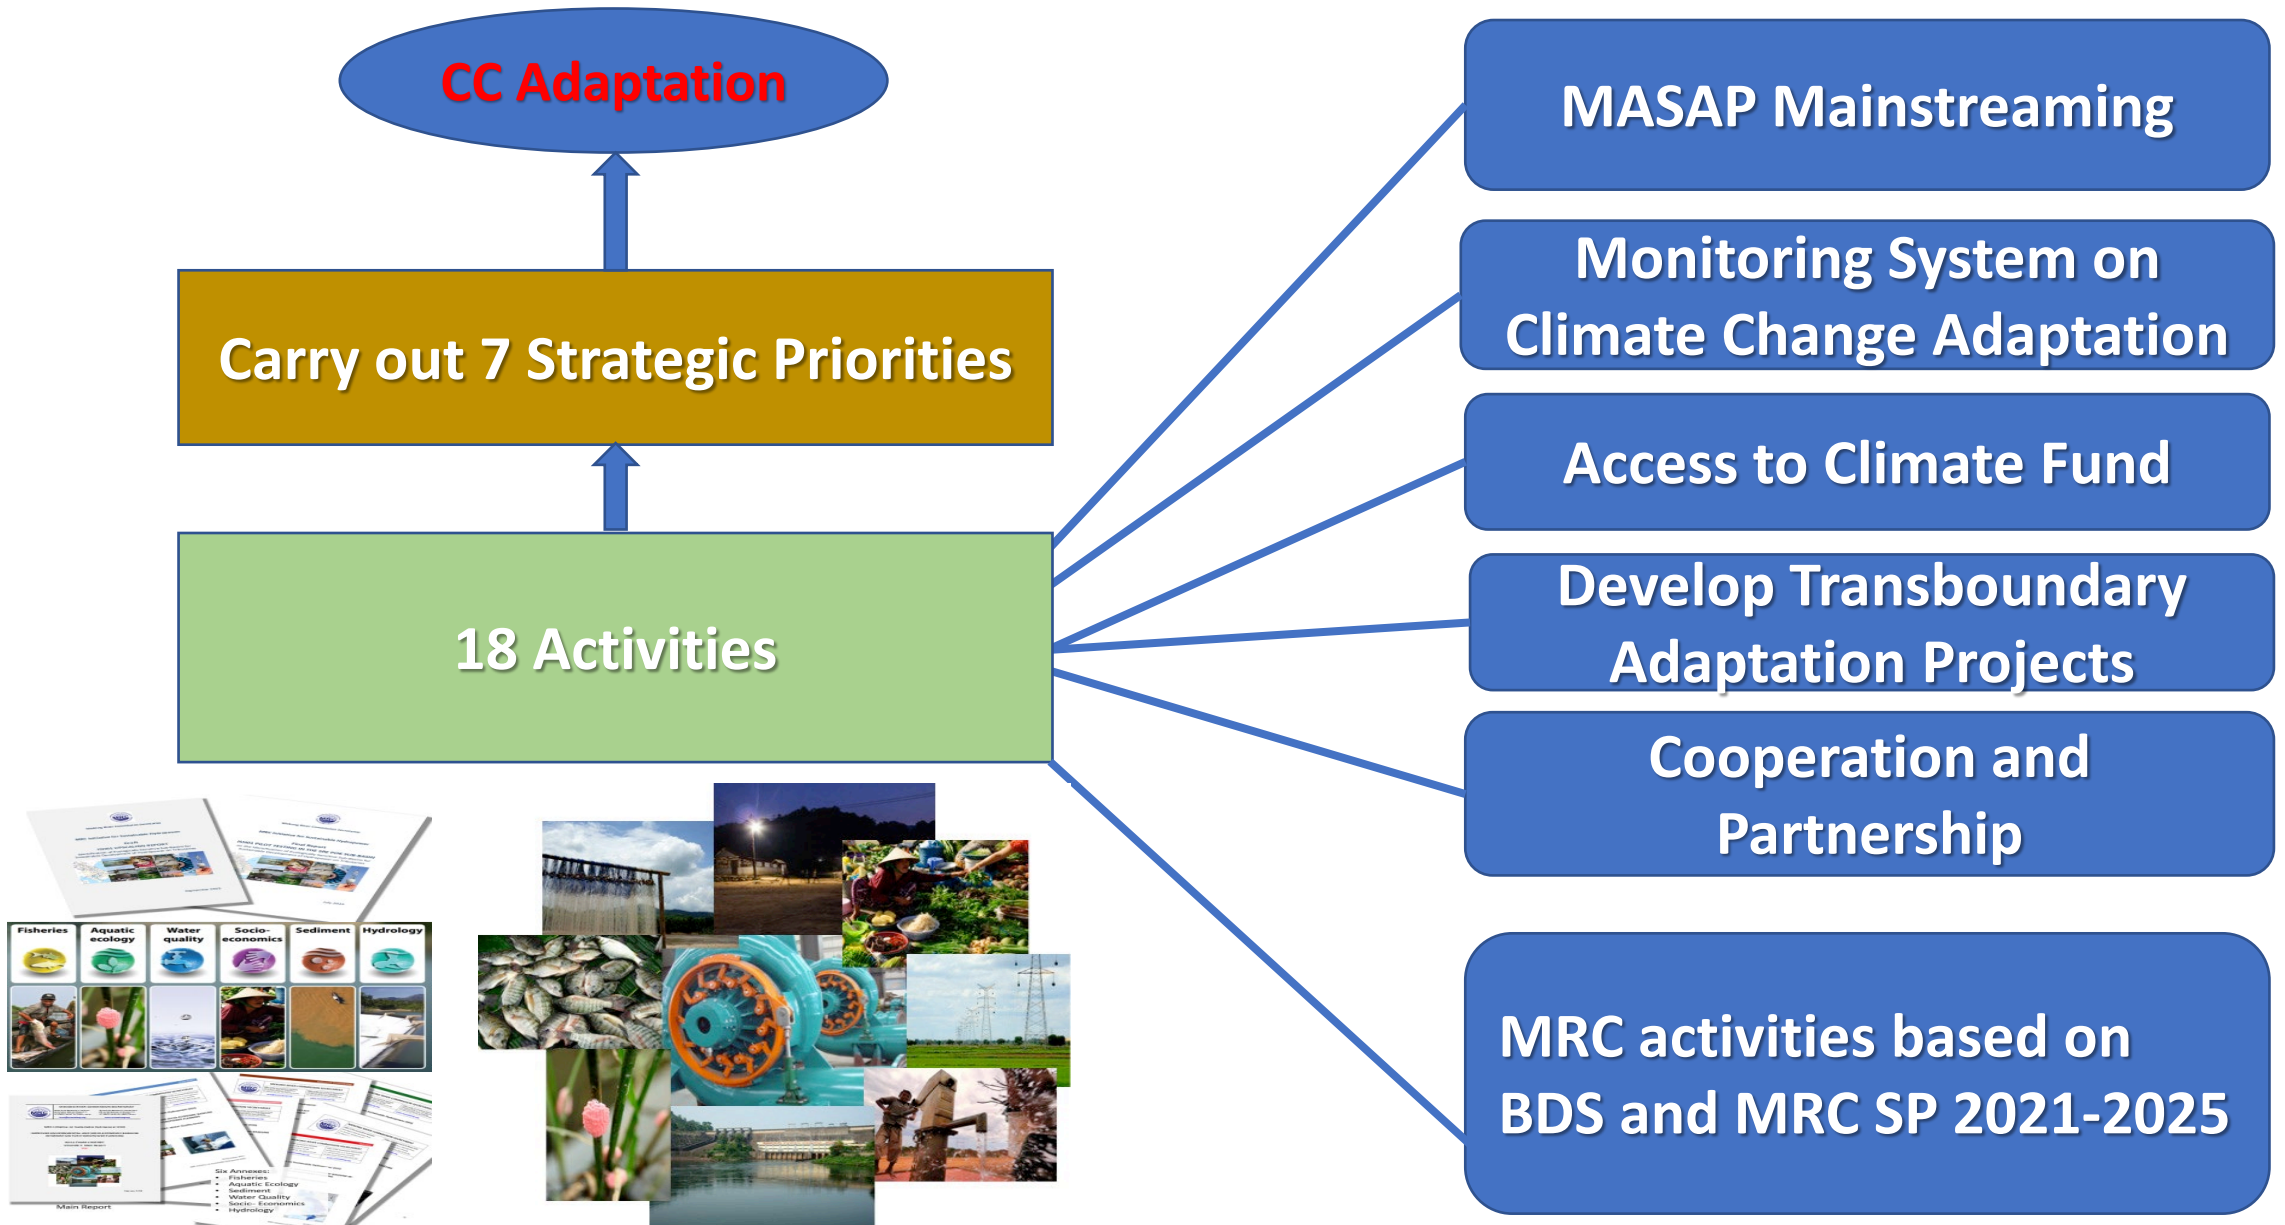 CC Adaptation
Carry out 7 Strategic Priorities
18 Activities
MASAP Mainstreaming
Monitoring System on
Climate Change Adaptation
Access to Climate Fund
Develop Transboundary
Adaptation Projects
Cooperation and
Partnership
MRC activities based on
BDS and MRC SP 2021-2025
Fisheries
Aquatic
ecology
Water
quality
Socio-
economics
Sediment
Hydrology
Six Annexes:
• Fisheries
• Aquatic Ecology
• Sediment
• Water Quality
• Socio- Economics
• Hydrology
Main Report